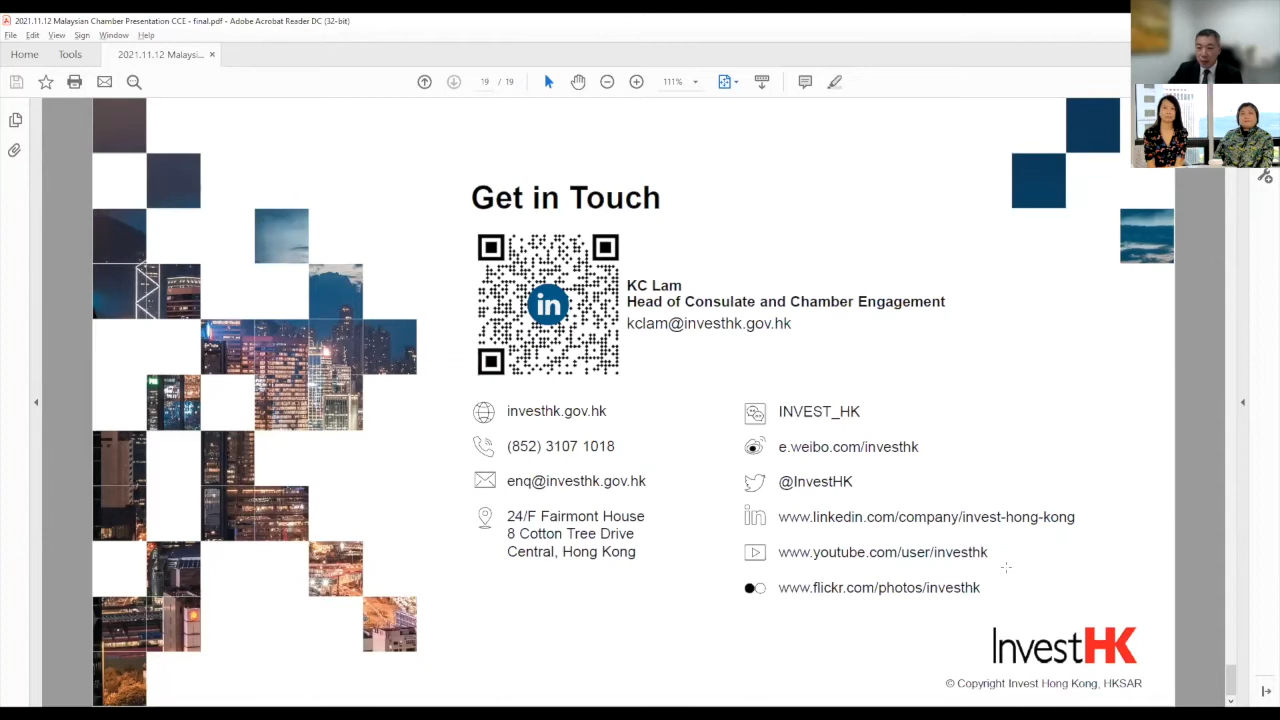 2021.11.12 Malaysian Chamber Presentation CCE - final.pdf - Adobe Acrobat Reader DC (32-bit)
File Edit View Sign Window Help
Home Tools 2021.11.12 Malaysi... ×
19 / 19 111%
Get in Touch
in
KC Lam
Head of Consulate and Chamber Engagement
kclam@investhk.gov.hk
investhk.gov.hk
(852) 3107 1018
enq@investhk.gov.hk
24/F Fairmont House
8 Cotton Tree Drive
Central, Hong Kong
INVEST_HK
e.weibo.com/investhk
@InvestHK
www.linkedin.com/company/invest-hong-kong
www.youtube.com/user/investhk
www.flickr.com/photos/investhk
InvestHK
© Copyright Invest Hong Kong, HKSAR